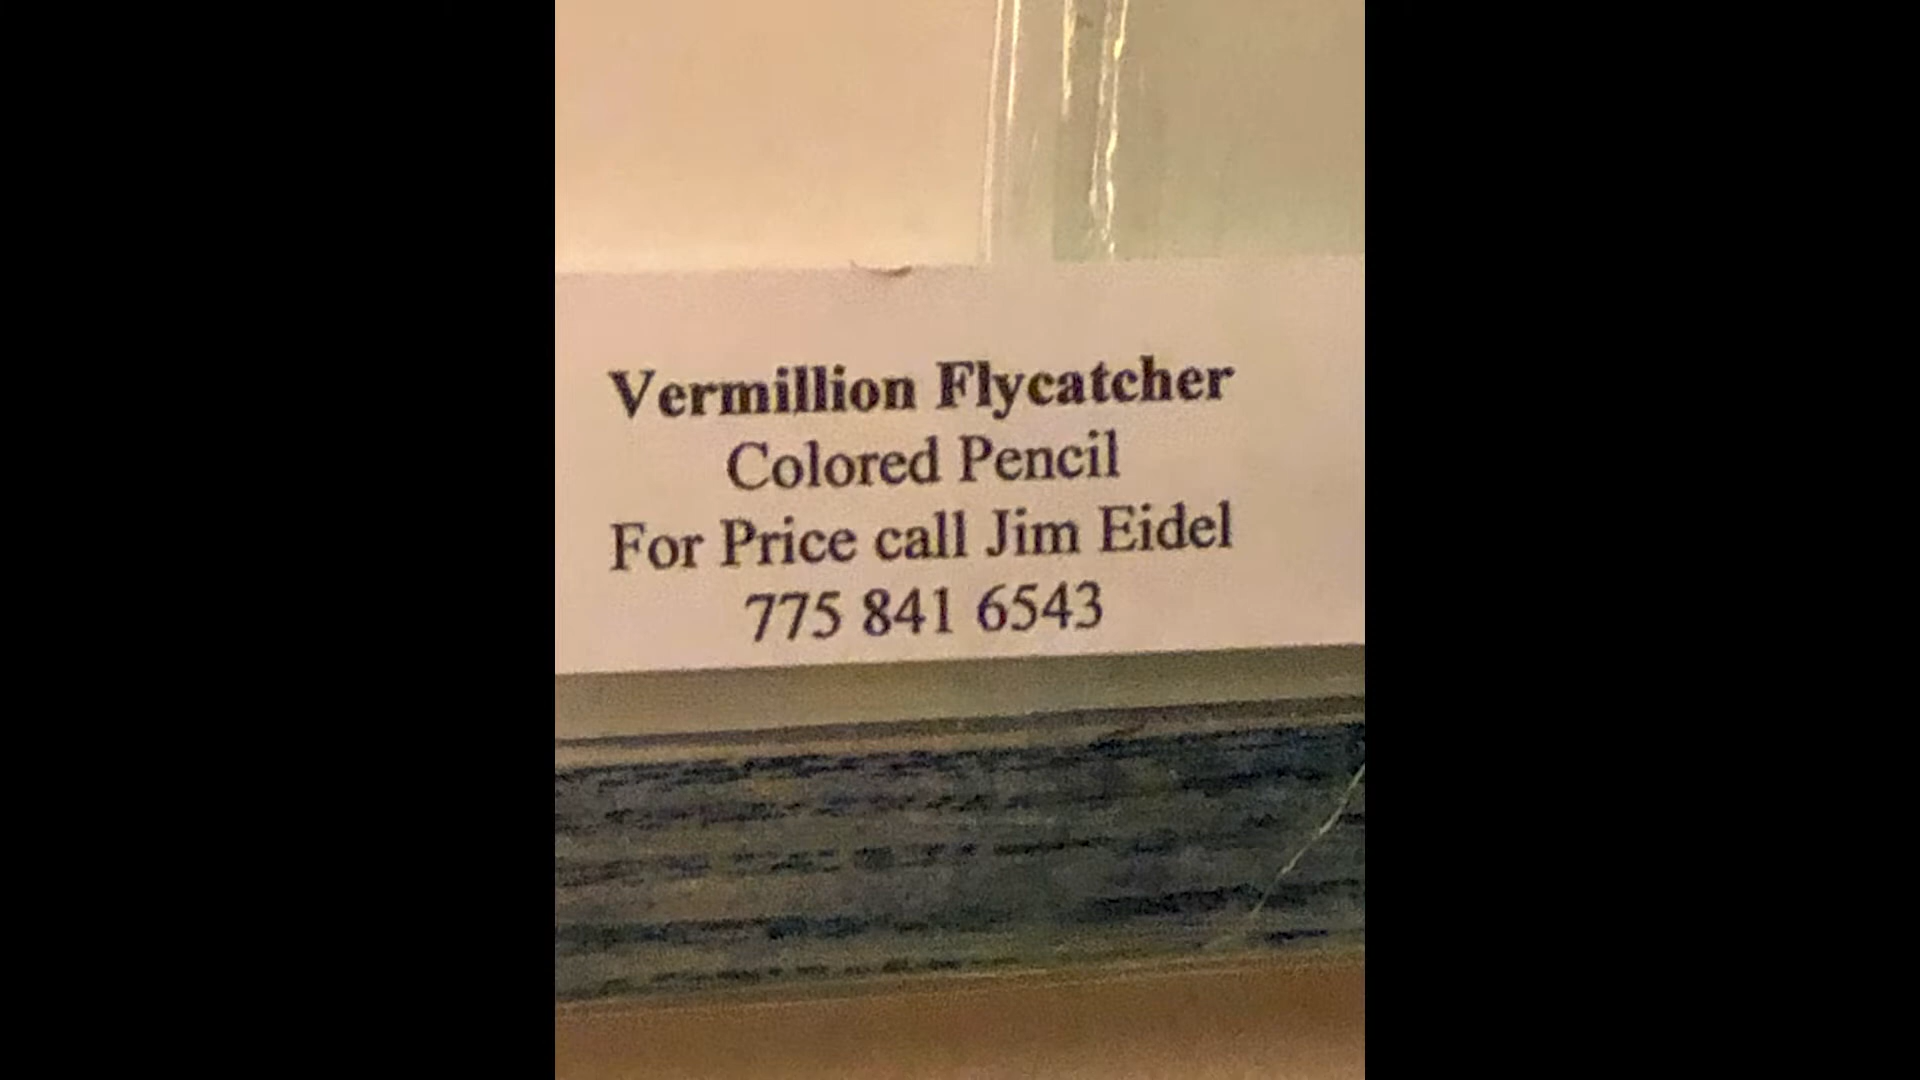 Vermillion Flycatcher
Colored Pencil
For Price call Jim Eidel
775 841 6543